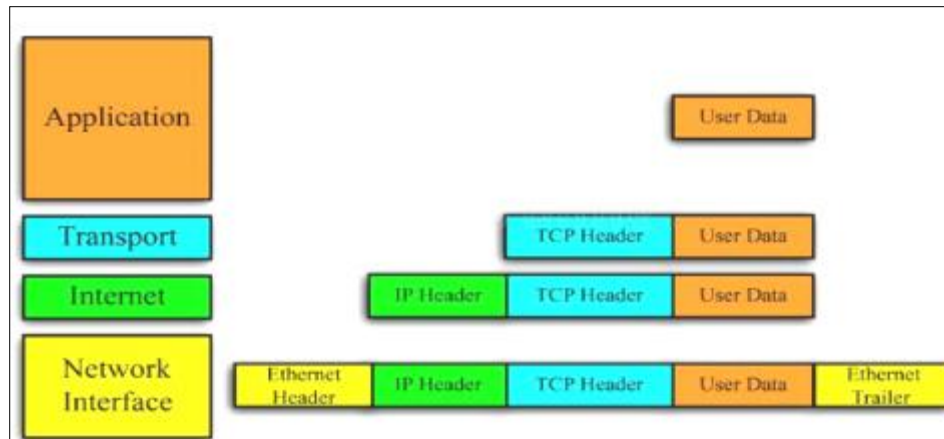 Application
User Data
Transport
TCP Header
User Data
Internet
IP Header
TCP Header
User Data
Network
Interface
Ethernet
Header
IP Header
TCP Header
User Data
Ethernet
Trailer